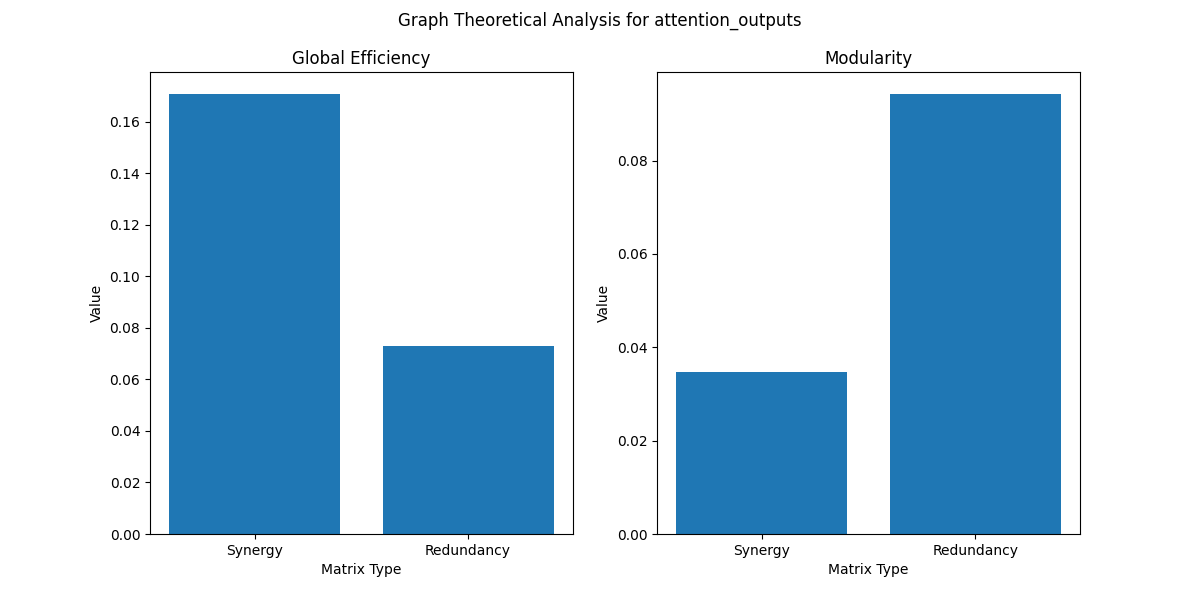 Graph Theoretical Analysis for attention_outputs
Global Efficiency
Value
0.16
0.14
0.12
0.10
0.08
0.06
0.04
0.02
0.00
Synergy Redundancy
Matrix Type
Modularity
Value
0.08
0.06
0.04
0.02
0.00
Synergy Redundancy
Matrix Type